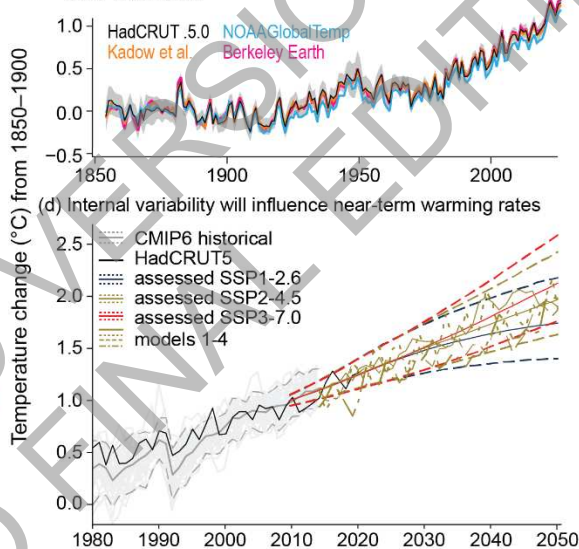 1.0
HadCRUT .5.0 NOAAGlobalTemp
Kadow et al. Berkeley Earth
0.5
0.0
−0.5
1850 1900 1950 2000
Temperature change (°C) from 1850–1900
(d) Internal variability will influence near-term warming rates
2.5
CMIP6 historical
HadCRUT5
assessed SSP1-2.6
2.0
assessed SSP2-4.5
assessed SSP3-7.0
models 1-4
1.5
1.0
0.5
0.0
1980 1990 2000 2010 2020 2030 2040 2050